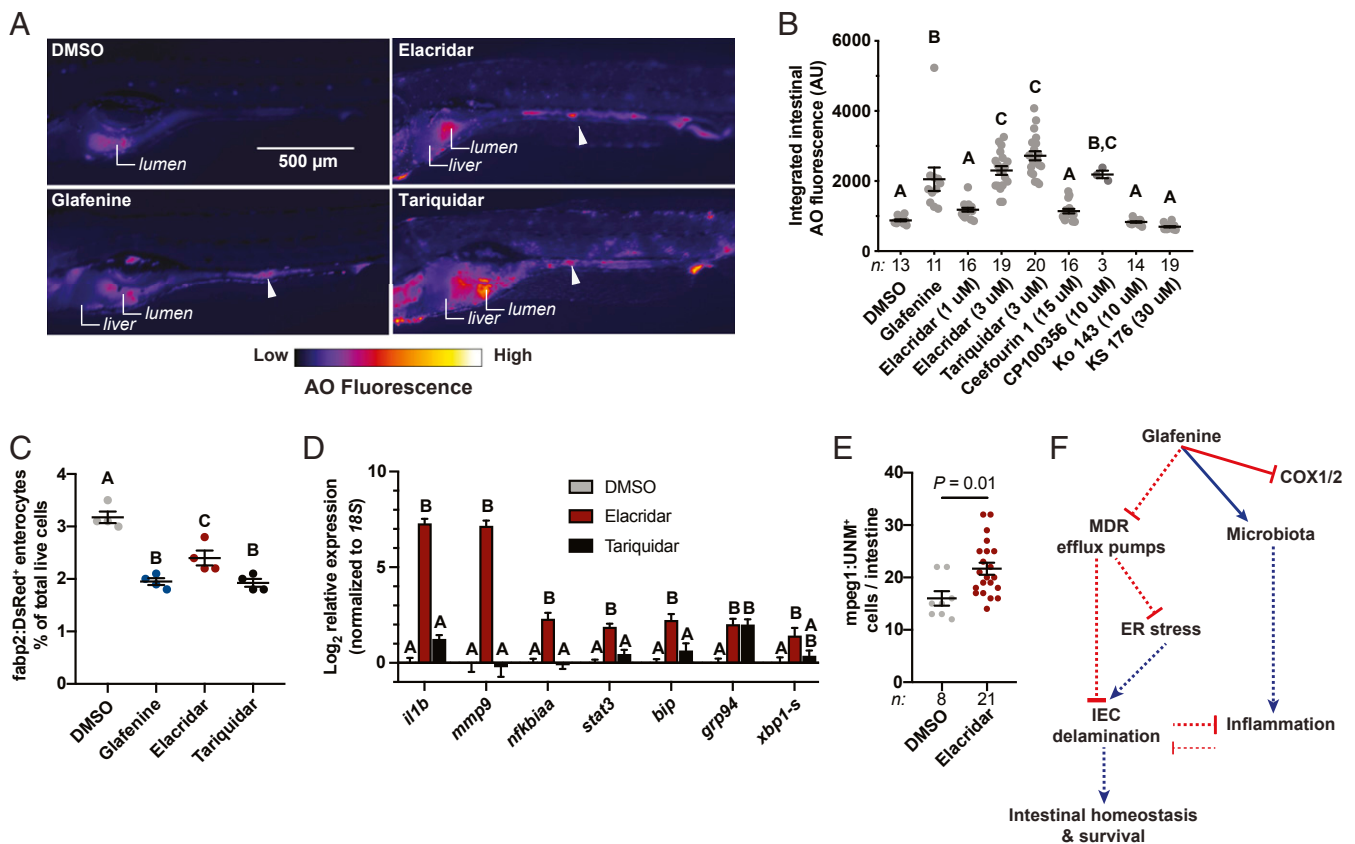 A
DMSO
lumen
500 µm
Elacridar
lumen
liver
Glafenine
lumen
liver
Tariquidar
lumen
liver
Low High
AO Fluorescence
B
Integrated intestinal
AO fluorescence (AU)
6000
4000
2000
0
A B A C C A B,C A A
n: 13 11 16 19 20 16 3 14 19
DMSO
Glafenine
Elacridar (1 uM)
Elacridar (3 uM)
Tariquidar (3 uM)
Ceefourin 1 (15 uM)
CP100356 (10 uM)
Ko 143 (10 uM)
KS 176 (30 uM)
C
fabp2:DsRed+ enterocytes
% of total live cells
4
3
2
1
0
A B C B
DMSO
Glafenine
Elacridar
Tariquidar
D
Log2 relative expression
(normalized to 18S)
10
8
6
4
2
0
DMSO
Elacridar
Tariquidar
A B A
A B A
A B A
A B A
A B A
A B B
A B A B
il1b
mmp9
nfkbiaa
stat3
bip
grp94
xbp1-s
E
mpeg1:UNM+
cells / intestine
40
30
20
10
0
P = 0.01
n: 8 21
DMSO
Elacridar
F
Glafenine
COX1/2
MDR
efflux pumps
Microbiota
ER stress
IEC
delamination
Inflammation
Intestinal homeostasis
& survival